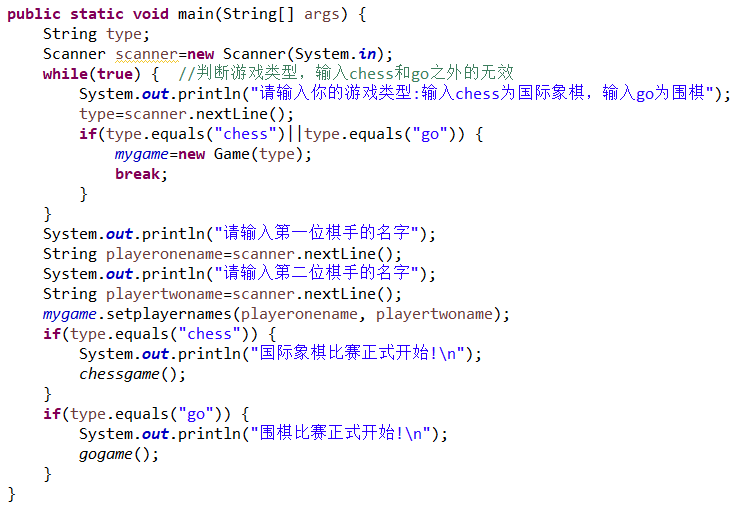 public static void main(String[] args) {
    String type;
    Scanner scanner=new Scanner(System.in);
    while(true) {  //判断游戏类型，输入chess和go之外的无效
        System.out.println("请输入你的游戏类型:输入chess为国际象棋，输入go为围棋");
        type=scanner.nextLine();
        if(type.equals("chess")||type.equals("go")) {
            mygame=new Game(type);
            break;
        }
    }
    System.out.println("请输入第一位棋手的名字");
    String playeronename=scanner.nextLine();
    System.out.println("请输入第二位棋手的名字");
    String playertwoname=scanner.nextLine();
    mygame.setplayernames(playeronename, playertwoname);
    if(type.equals("chess")) {
        System.out.println("国际象棋比赛正式开始!\n");
        chessgame();
    }
    if(type.equals("go")) {
        System.out.println("围棋比赛正式开始!\n");
        gogame();
    }
}